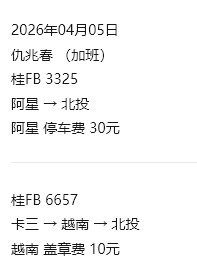 2026年04月05日
仇兆春 （加班）
桂FB 3325
阿星 → 北投
阿星 停车费 30元
桂FB 6657
卡三 → 越南 → 北投
越南 盖章费 10元